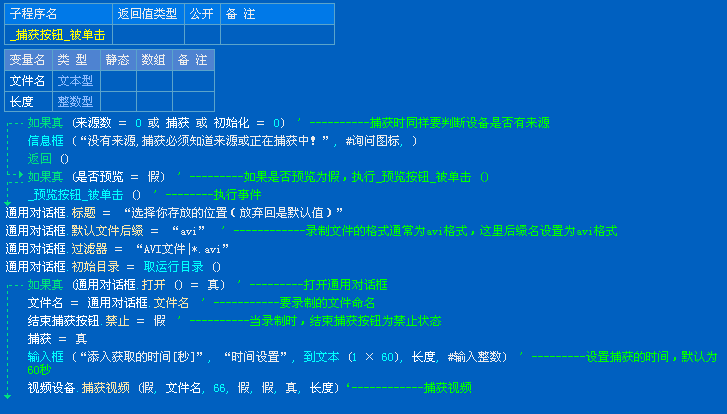 子程序名 返回值类型 公开 备 注
_捕获按钮_被单击
变量名 类 型 静态 数组 备 注
文件名 文本型
长度 整数型
如果真 (来源数 = 0 或 捕获 或 初始化 = 0) ' ----------捕获时同样要判断设备是否有来源
信息框 (“没有来源,捕获必须知道来源或正在捕获中!”, #询问图标, )
返回 ()
如果真 (是否预览 = 假) ' ---------如果是否预览为假，执行_预览按钮_被单击 ()
_预览按钮_被单击 () ' --------执行事件
通用对话框.标题 = “选择你存放的位置(放弃回是默认值)”
通用对话框.默认文件后缀 = “avi” ' ------------录制文件的格式通常为avi格式，这里后缀名设置为avi格式
通用对话框.过滤器 = “AVI文件|*.avi”
通用对话框.初始目录 = 取运行目录 ()
如果真 (通用对话框.打开 () = 真) ' ---------打开通用对话框
文件名 = 通用对话框.文件名 ' -----------要录制的文件命名
结束捕获按钮.禁止 = 假 ' ----------当录制时，结束捕获按钮为禁止状态
捕获 = 真
输入框 (“添入获取的时间[秒]”, “时间设置”, 到文本 (1 × 60), 长度, #输入整数) ' ---------设置捕获的时间，默认为
60秒
视频设备.捕获视频 (假, 文件名, 66, 假, 假, 真, 长度)‘------------捕获视频